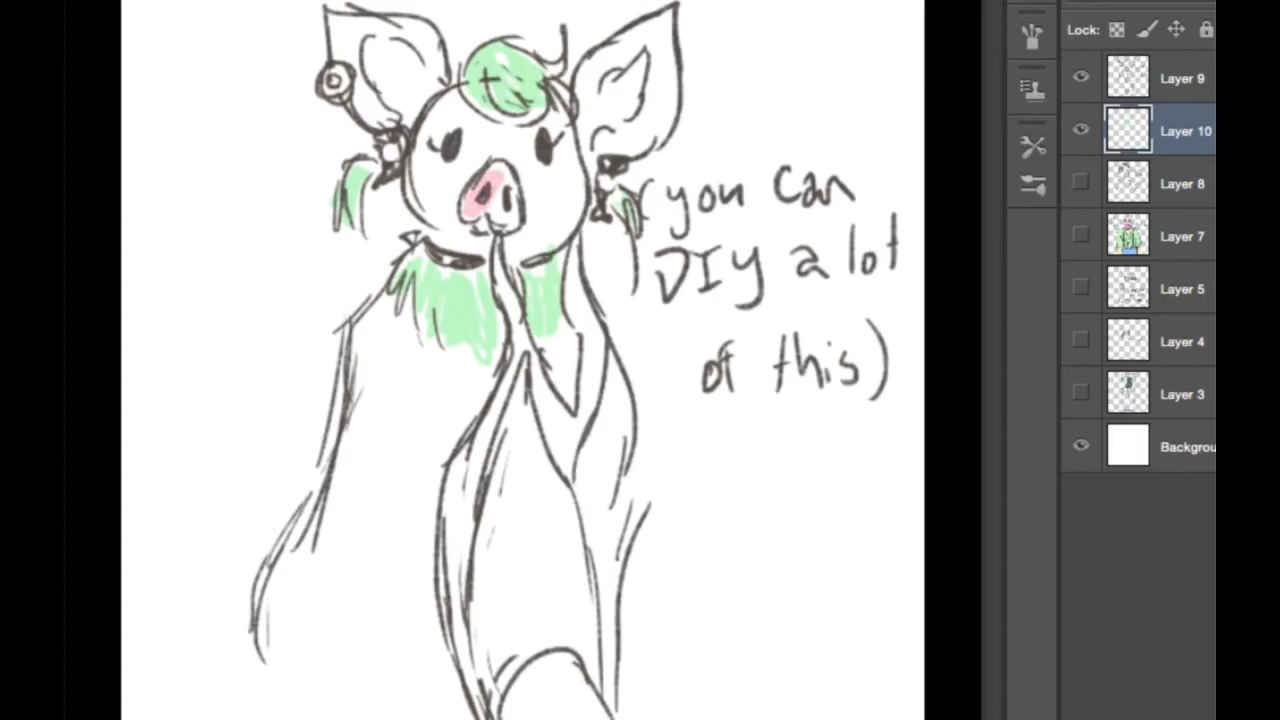 Lock:
Layer 9
Layer 10
Layer 8
Layer 7
Layer 5
Layer 4
Layer 3
Backgrou
(you can
DIY a lot
of this)